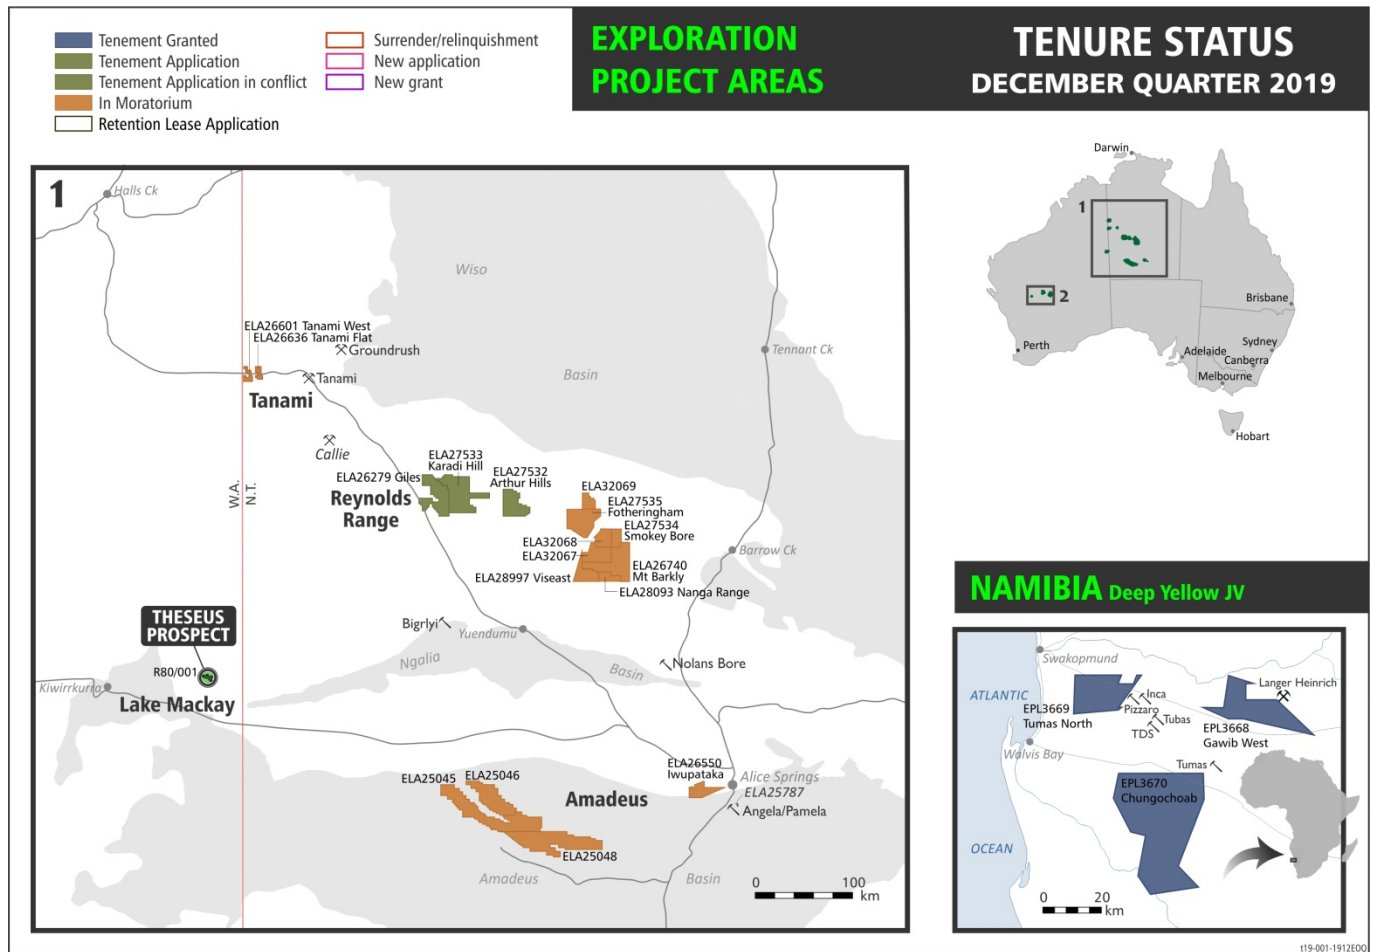 Tenement Granted
Tenement Application
Tenement Application in conflict
In Moratorium
Retention Lease Application
Surrender/relinquishment
New application
New grant
EXPLORATION
PROJECT AREAS
TENURE STATUS
DECEMBER QUARTER 2019
1
Halls Ck
Wiso
ELA26601 Tanami West
ELA26636 Tanami Flat
Groundrush
Tennant Ck
Basin
Tanami
Tanami
Callie
W.A.
N.T.
ELA27533
Karadi Hill
ELA26279 Giles
ELA27532
Arthur Hills
Reynolds
Range
ELA32069
ELA27535
Fotheringham
ELA27534
Smokey Bore
ELA32068
ELA32067
Barrow Ck
ELA26740
Mt Barkly
ELA28997 Viseast
ELA28093 Nanga Range
THESEUS
PROSPECT
Bigrlyi
Yuendumu
Ngalia
Basin
Nolans Bore
R80/001
Kiwirrkurra
Lake Mackay
ELA25045
ELA25046
Amadeus
ELA26550
Iwupataka
Alice Springs
ELA25787
Angela/Pamela
ELA25048
Amadeus
Basin
0 100
km
Darwin
1
2
Brisbane
Perth
Adelaide
Sydney
Canberra
Melbourne
Hobart
NAMIBIA Deep Yellow JV
Swakopmund
ATLANTIC
Langer Heinrich
EPL3669
Tumas North
Inca
Pizzaro
Tubas
TDS
EPL3668
Gawib West
Walvis Bay
Tumas
EPL3670
Chungochoab
OCEAN
0 20
km
t19-001-1912EOQ